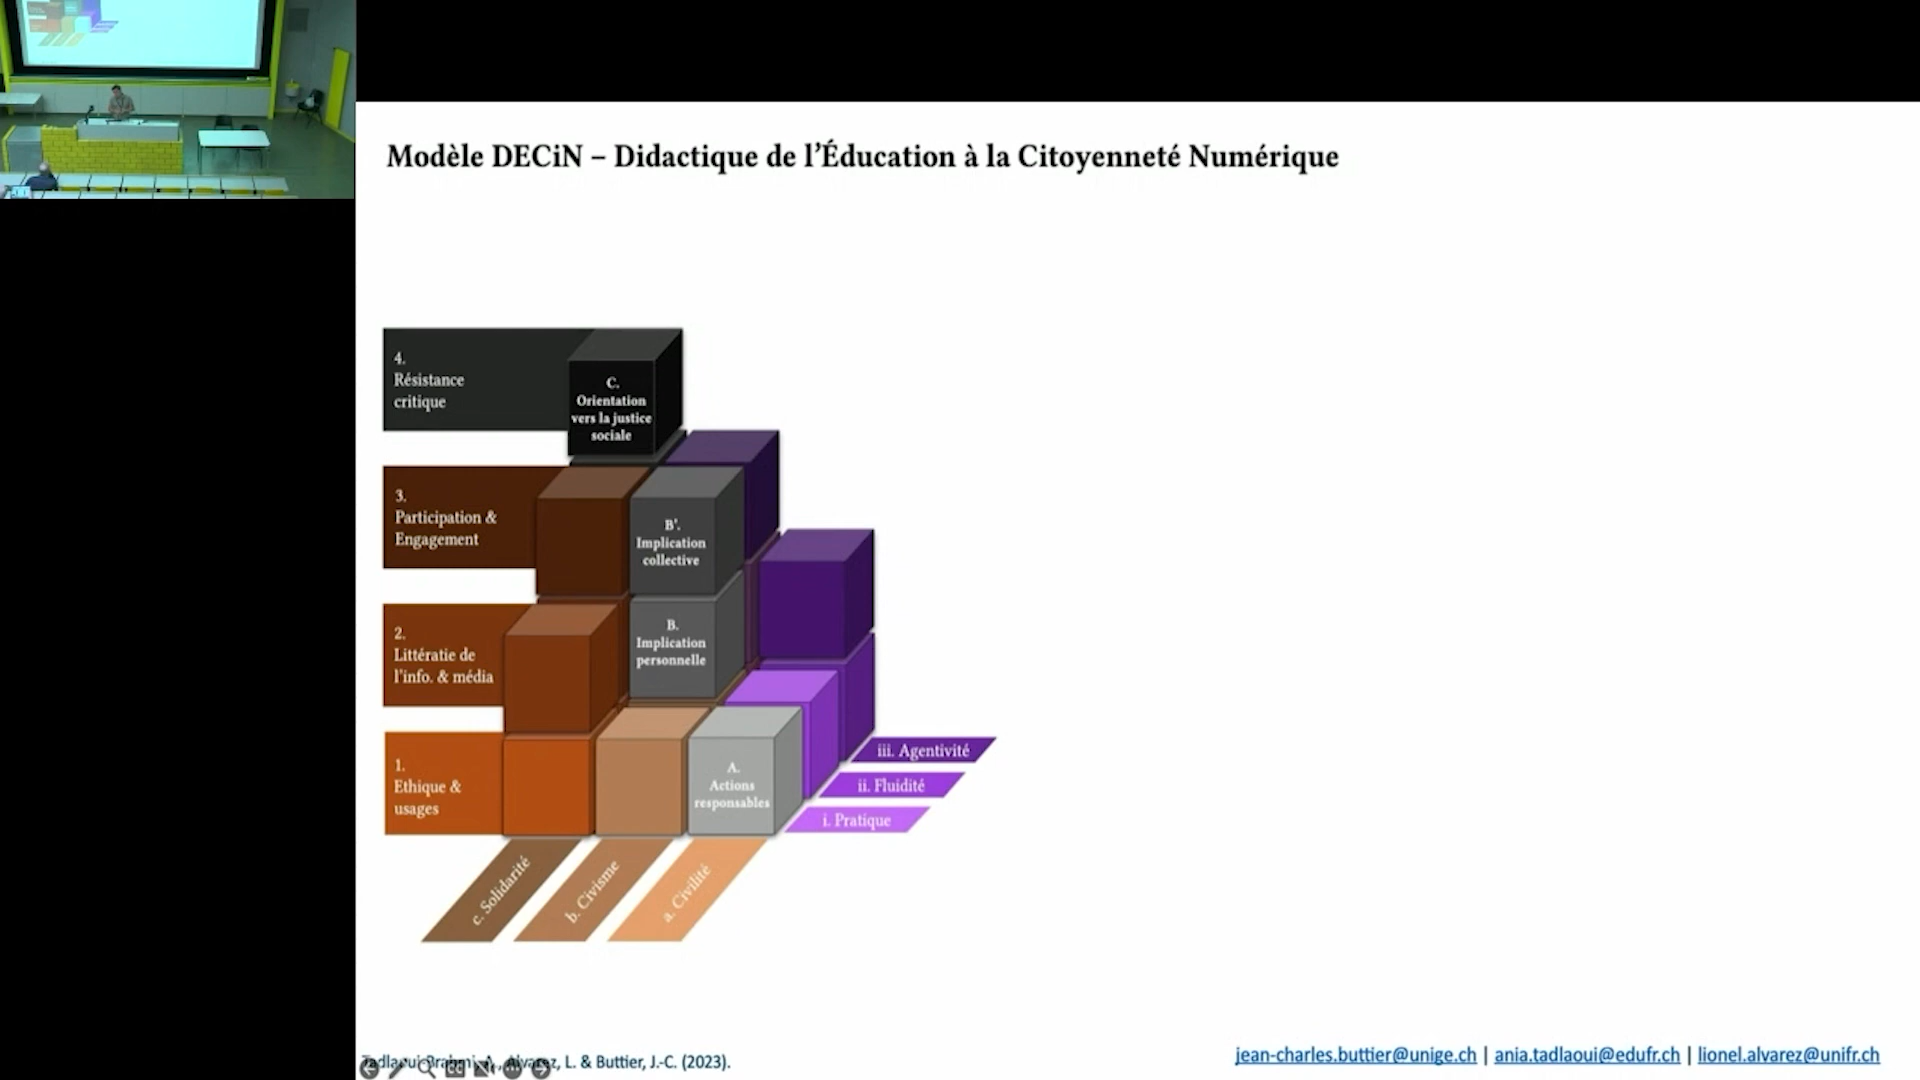 Modèle DECiN – Didactique de l’Éducation à la Citoyenneté Numérique
4.
Résistance
critique
C.
Orientation
vers la justice
sociale
3.
Participation &
Engagement
B'.
Implication
collective
2.
Littératie de
l’info. & média
B.
Implication
personnelle
1.
Ethique &
usages
A.
Actions
responsables
iii. Agentivité
ii. Fluidité
i. Pratique
c. Solidarité
b. Civisme
a. Civilité
Tadlaoui-Brahmi, A., Alvarez, L. & Buttier, J.-C. (2023).
jean-charles.buttier@unige.ch | ania.tadlaoui@edufr.ch | lionel.alvarez@unifr.ch